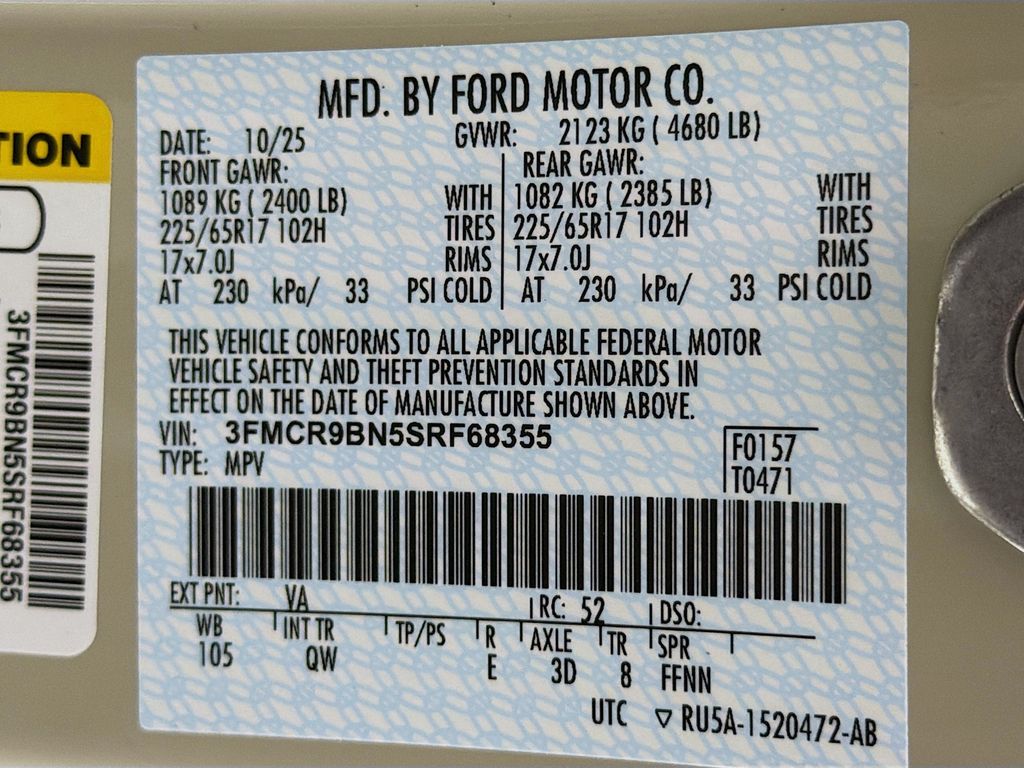 TION
3FMCR9BN5SRF68355
MFD. BY FORD MOTOR CO.
DATE: 10/25 GVWR: 2123 KG ( 4680 LB)
FRONT GAWR: REAR GAWR:
1089 KG ( 2400 LB) WITH 1082 KG ( 2385 LB) WITH
225/65R17 102H TIRES 225/65R17 102H TIRES
17x7.0J RIMS 17x7.0J RIMS
AT 230 kPa/ 33 PSI COLD AT 230 kPa/ 33 PSI COLD
THIS VEHICLE CONFORMS TO ALL APPLICABLE FEDERAL MOTOR
VEHICLE SAFETY AND THEFT PREVENTION STANDARDS IN
EFFECT ON THE DATE OF MANUFACTURE SHOWN ABOVE.
VIN: 3FMCR9BN5SRF68355
F0157
TYPE: MPV
T0471
EXT PNT: VA RC: 52 DSO:
WB INT TR TP/PS R AXLE TR SPR
105 QW E 3D 8 FFNN
UTC ▽ RU5A-1520472-AB